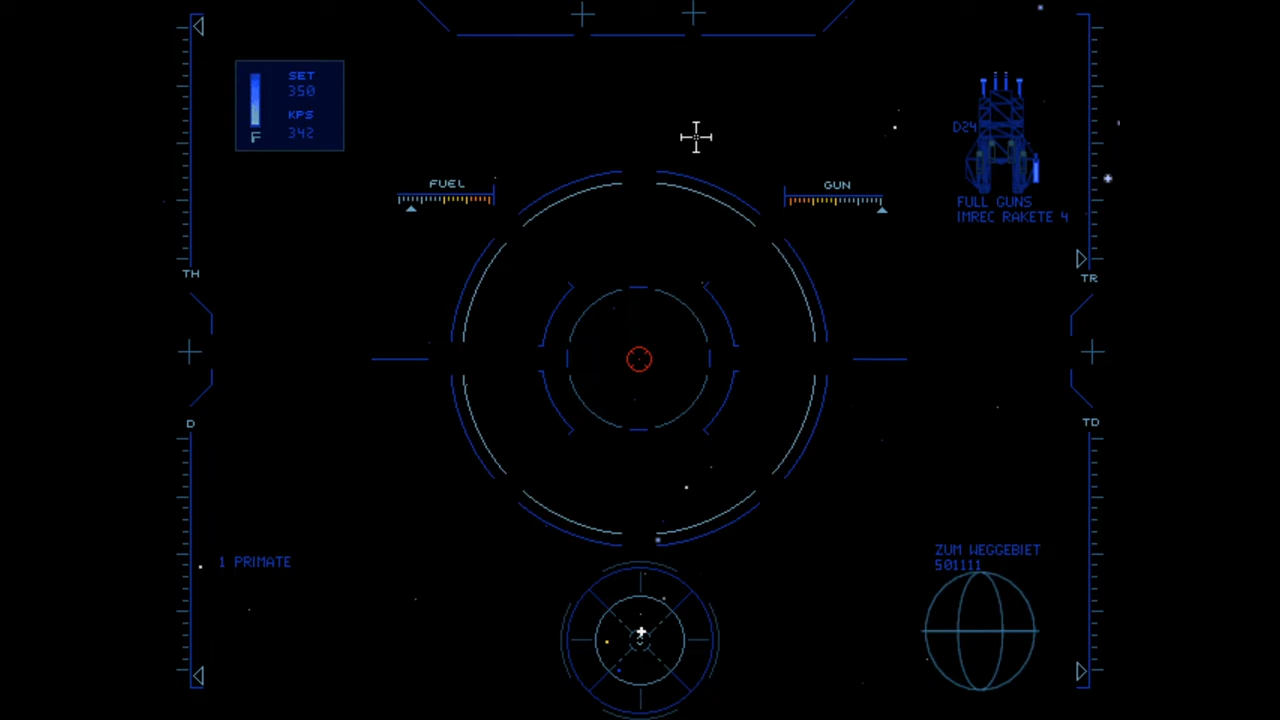 SET
350
KPS
342
F
D24
FULL GUNS
IMREC RAKETE 4
FUEL
GUN
TH
TR
D
TD
1 PRIMATE
ZUM WEGGEBIET
501111